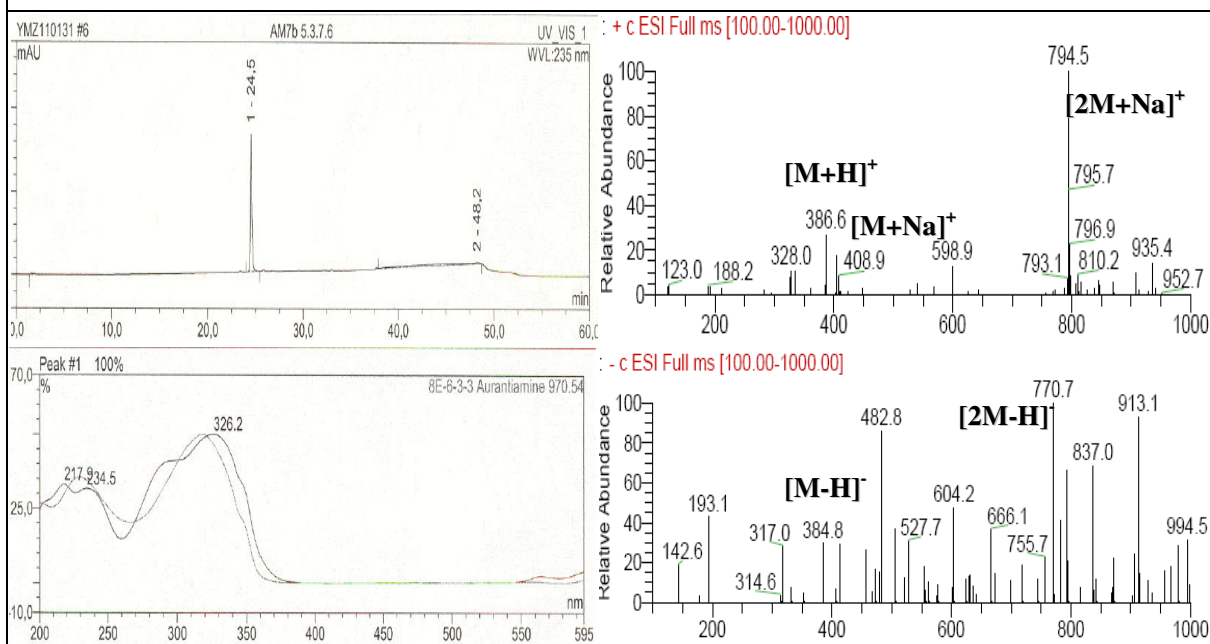 YMZ110131 #6 AM7b 5.3.7.6 UV_VIS_1
mAU WVL:235 nm
1 - 24,5
2 - 48,2
min
0,0 10,0 20,0 30,0 40,0 50,0 60,0
Peak #1 100%
70,0
% 8E-6-3-3 Aurantiamine 970.54
326.2
217.9
234.5
25,0
-10,0
nm
200 250 300 350 400 450 500 550 595
: + c ESI Full ms [100.00-1000.00]
Relative Abundance
100
80
60
40
20
0
794.5
[2M+Na]+
795.7
[M+H]+
386.6
[M+Na]+
796.9
328.0
408.9
598.9
793.1
810.2
935.4
123.0
188.2
952.7
200 400 600 800 1000
: - c ESI Full ms [100.00-1000.00]
Relative Abundance
100
80
60
40
20
0
770.7
913.1
482.8
[2M-H]-
837.0
[M-H]-
193.1
604.2
317.0
384.8
527.7
666.1
755.7
994.5
142.6
314.6
200 400 600 800 1000